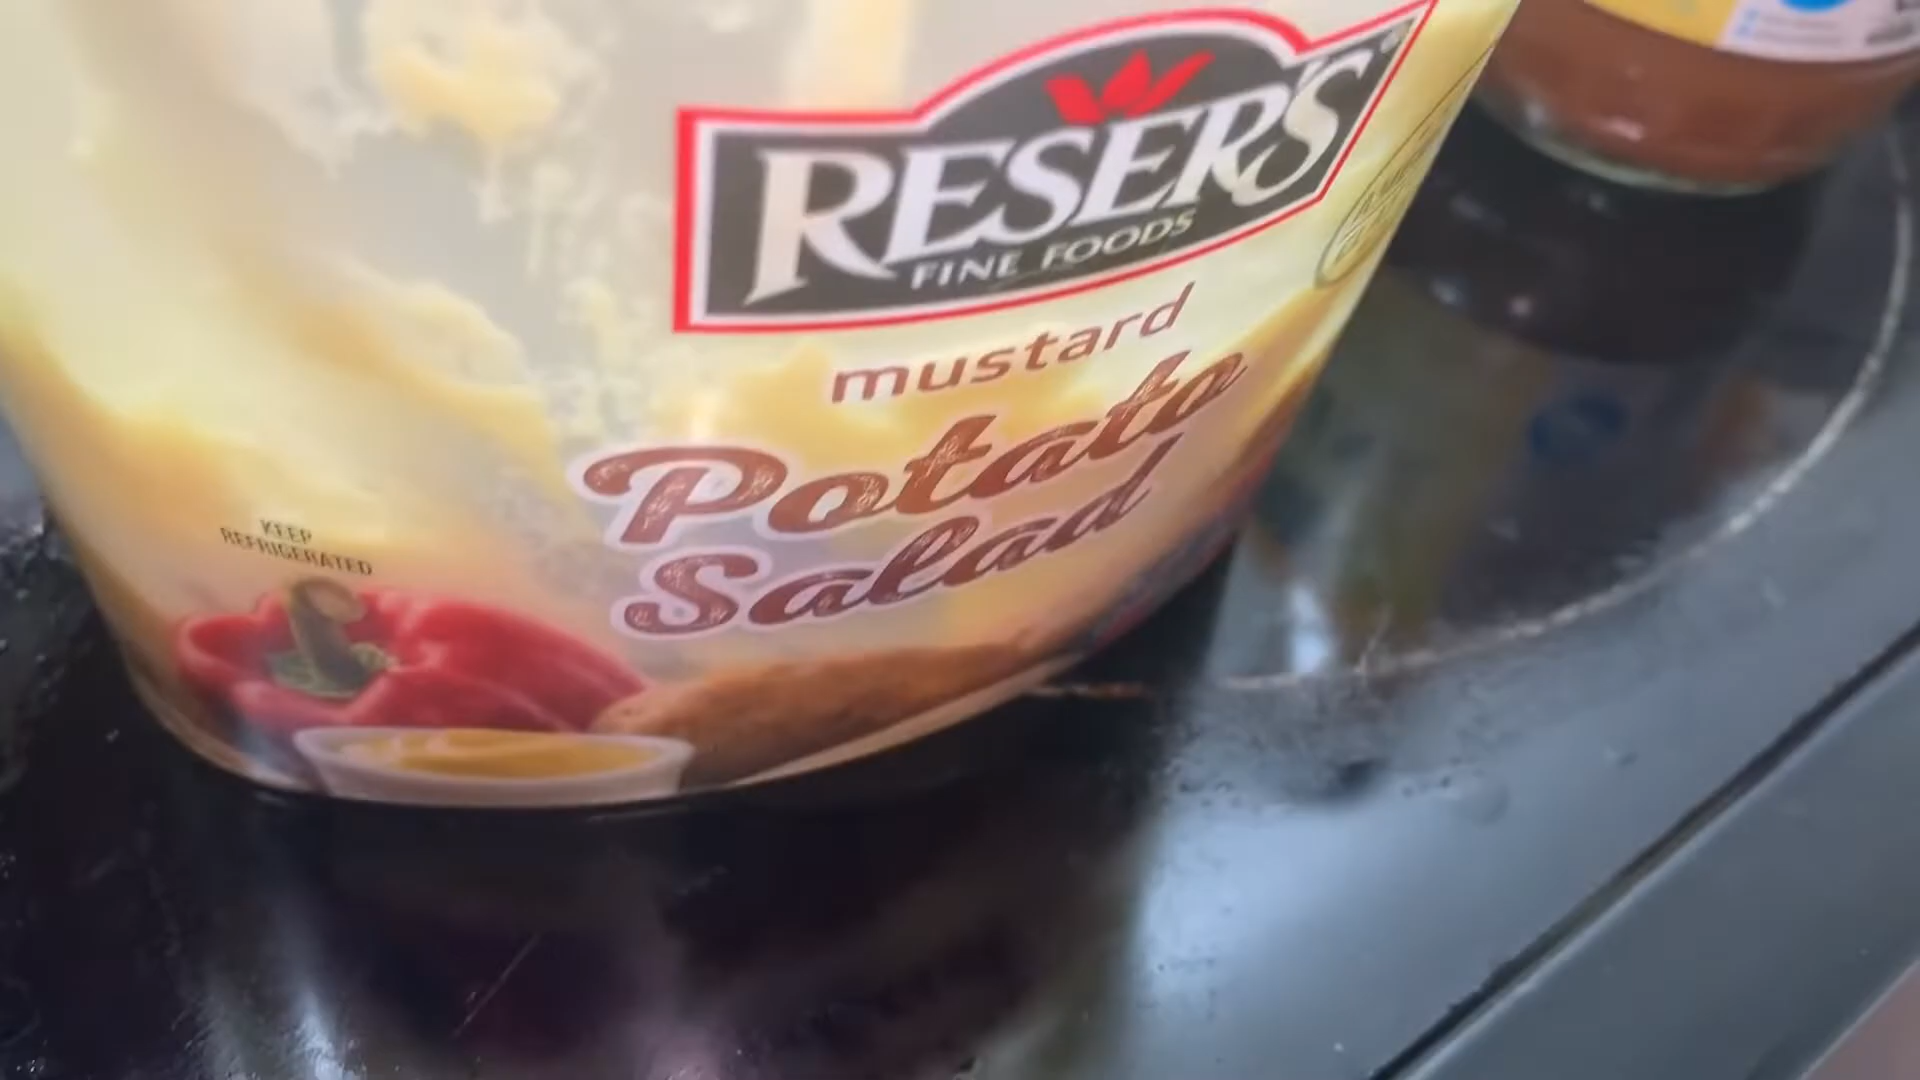 RESER'S®
FINE FOODS
mustard
Potato
Salad
KEEP
REFRIGERATED